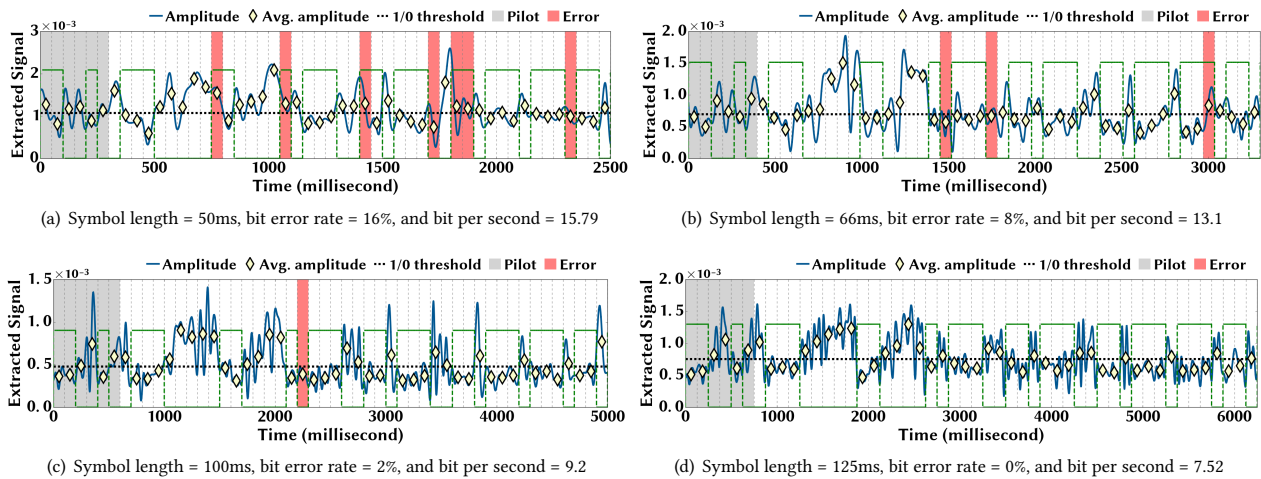 Amplitude Avg. amplitude 1/0 threshold Pilot Error
×10⁻³
Extracted Signal
3
2
1
0
0 500 1000 1500 2000 2500
Time (millisecond)
(a) Symbol length = 50ms, bit error rate = 16%, and bit per second = 15.79
Amplitude Avg. amplitude 1/0 threshold Pilot Error
×10⁻³
Extracted Signal
2.0
1.5
1.0
0.5
0.0
0 500 1000 1500 2000 2500 3000
Time (millisecond)
(b) Symbol length = 66ms, bit error rate = 8%, and bit per second = 13.1
Amplitude Avg. amplitude 1/0 threshold Pilot Error
×10⁻³
Extracted Signal
1.5
1.0
0.5
0.0
0 1000 2000 3000 4000 5000
Time (millisecond)
(c) Symbol length = 100ms, bit error rate = 2%, and bit per second = 9.2
Amplitude Avg. amplitude 1/0 threshold Pilot Error
×10⁻³
Extracted Signal
2.0
1.5
1.0
0.5
0.0
0 1000 2000 3000 4000 5000 6000
Time (millisecond)
(d) Symbol length = 125ms, bit error rate = 0%, and bit per second = 7.52